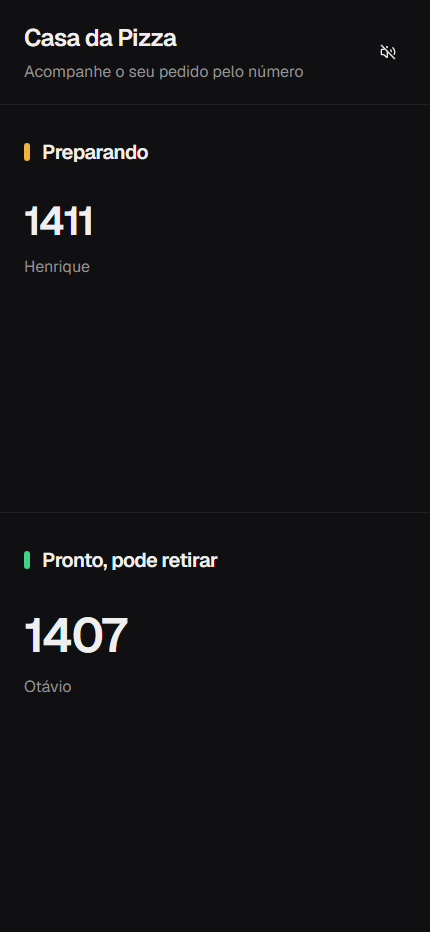 Casa da Pizza
Acompanhe o seu pedido pelo número
Preparando
1411
Henrique
Pronto, pode retirar
1407
Otávio